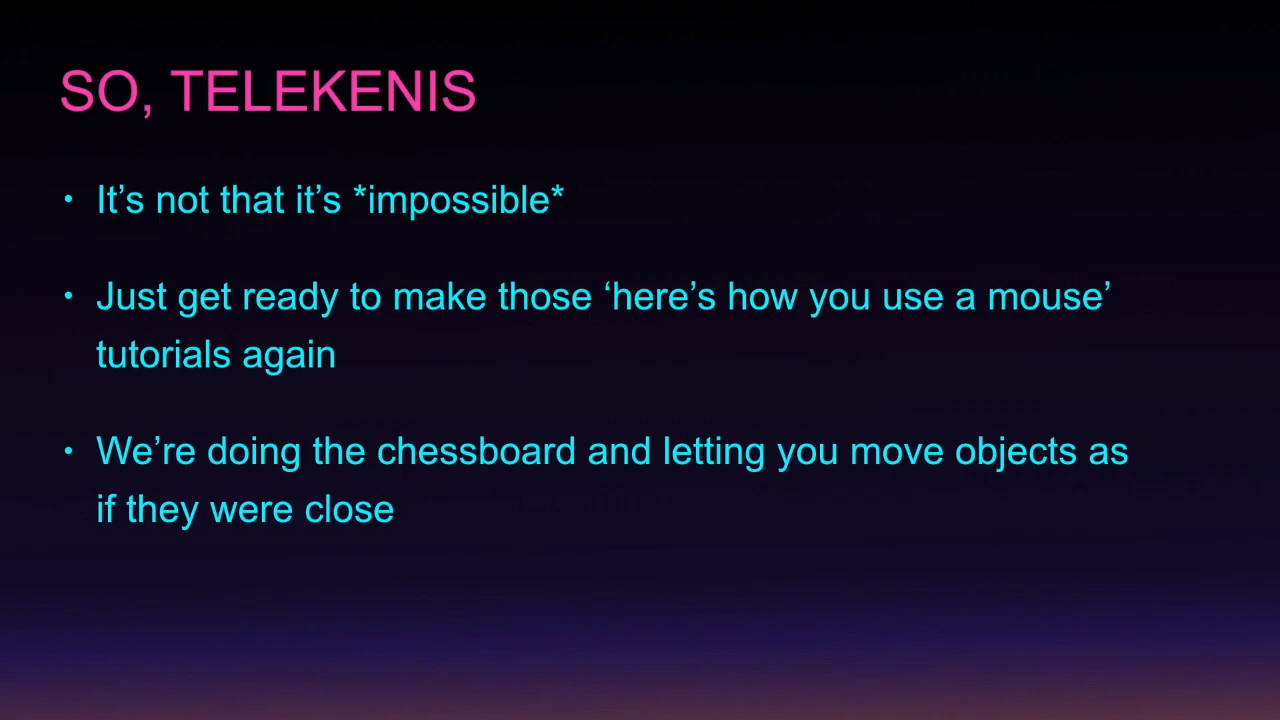 SO, TELEKENIS
• It’s not that it’s *impossible*
• Just get ready to make those ‘here’s how you use a mouse’
tutorials again
• We’re doing the chessboard and letting you move objects as
if they were close